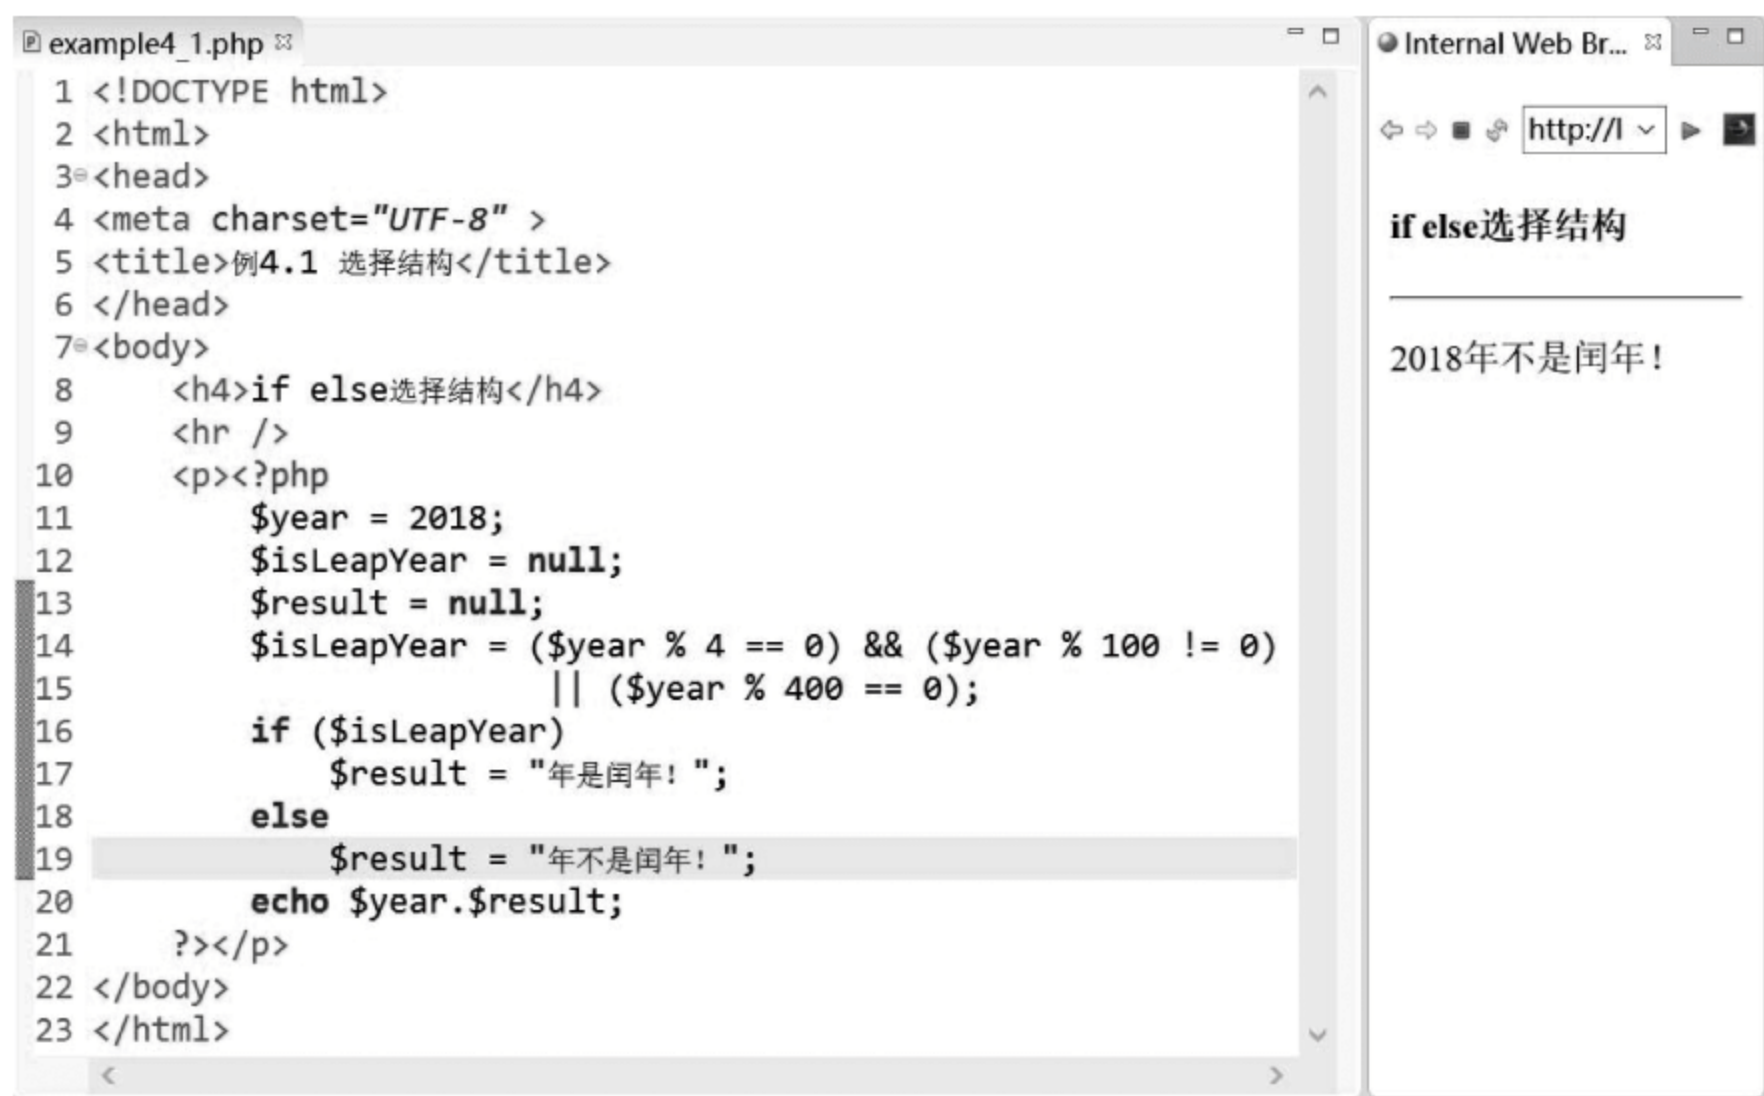 example4_1.php
1 <!DOCTYPE html>
2 <html>
3 <head>
4 <meta charset="UTF-8" >
5 <title>例4.1 选择结构</title>
6 </head>
7 <body>
8     <h4>if else选择结构</h4>
9     <hr />
10     <p><?php
11         $year = 2018;
12         $isLeapYear = null;
13         $result = null;
14         $isLeapYear = ($year % 4 == 0) && ($year % 100 != 0)
15                        || ($year % 400 == 0);
16         if ($isLeapYear)
17             $result = "年是闰年！";
18         else
19             $result = "年不是闰年！";
20         echo $year.$result;
21     ?></p>
22 </body>
23 </html>
Internal Web Br...
http://l
if else选择结构
2018年不是闰年！